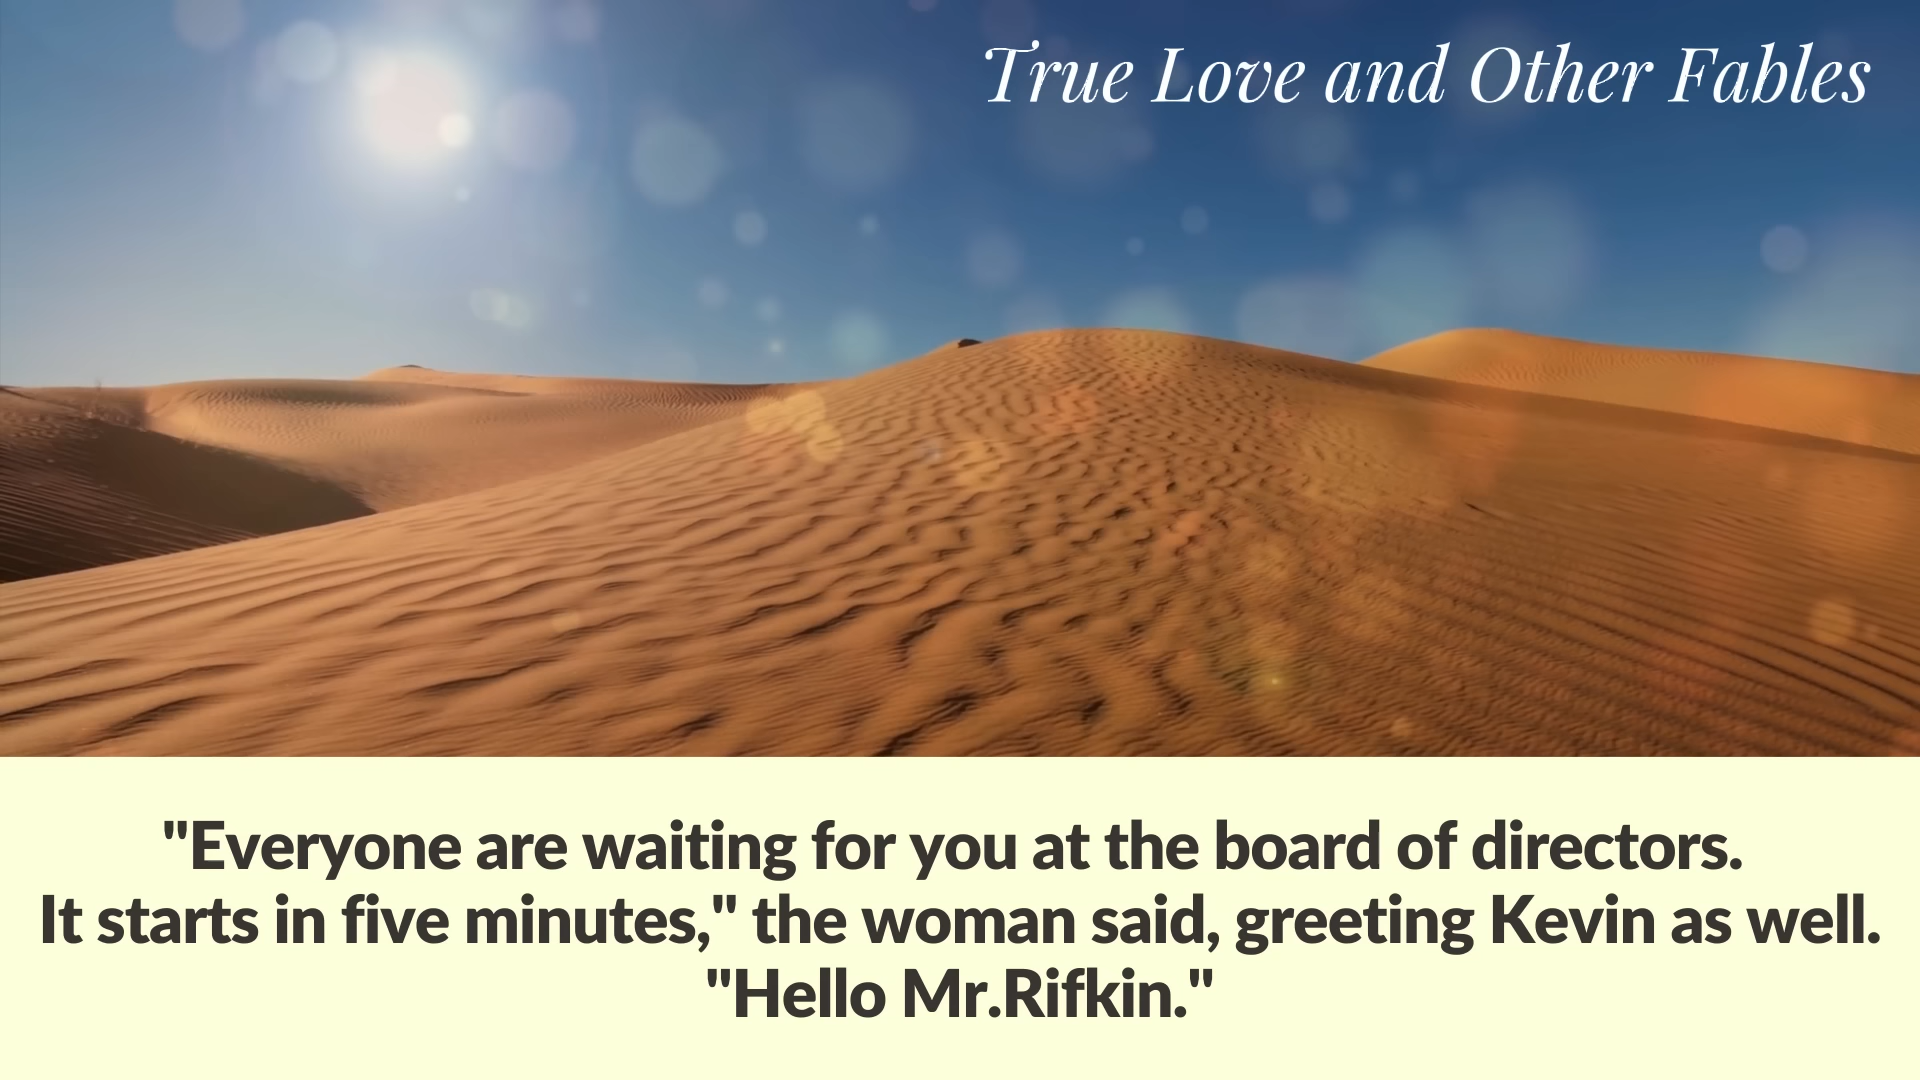 True Love and Other Fables
"Everyone are waiting for you at the board of directors.
It starts in five minutes," the woman said, greeting Kevin as well.
"Hello Mr.Rifkin."